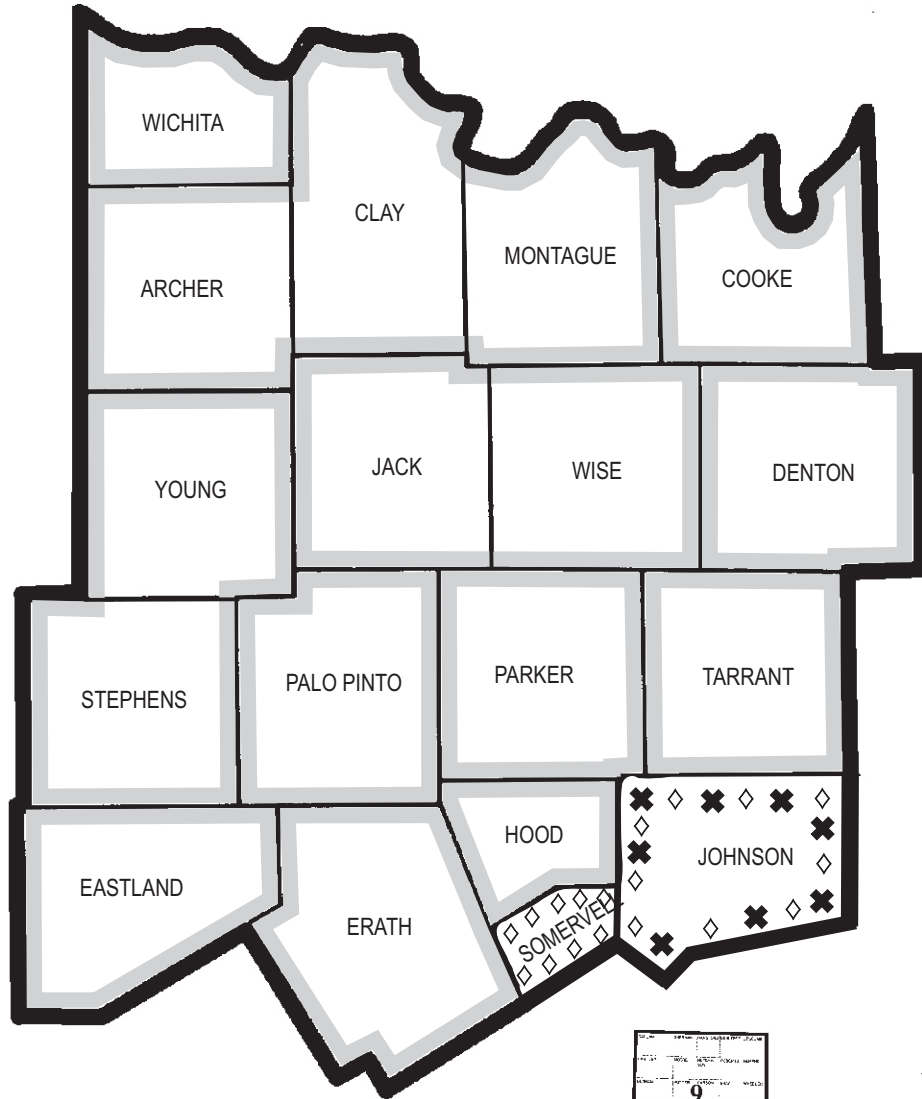 WICHITA
CLAY
MONTAGUE
COOKE
ARCHER
JACK
WISE
DENTON
YOUNG
STEPHENS
PALO PINTO
PARKER
TARRANT
HOOD
JOHNSON
EASTLAND
ERATH
SOMERVELL
9